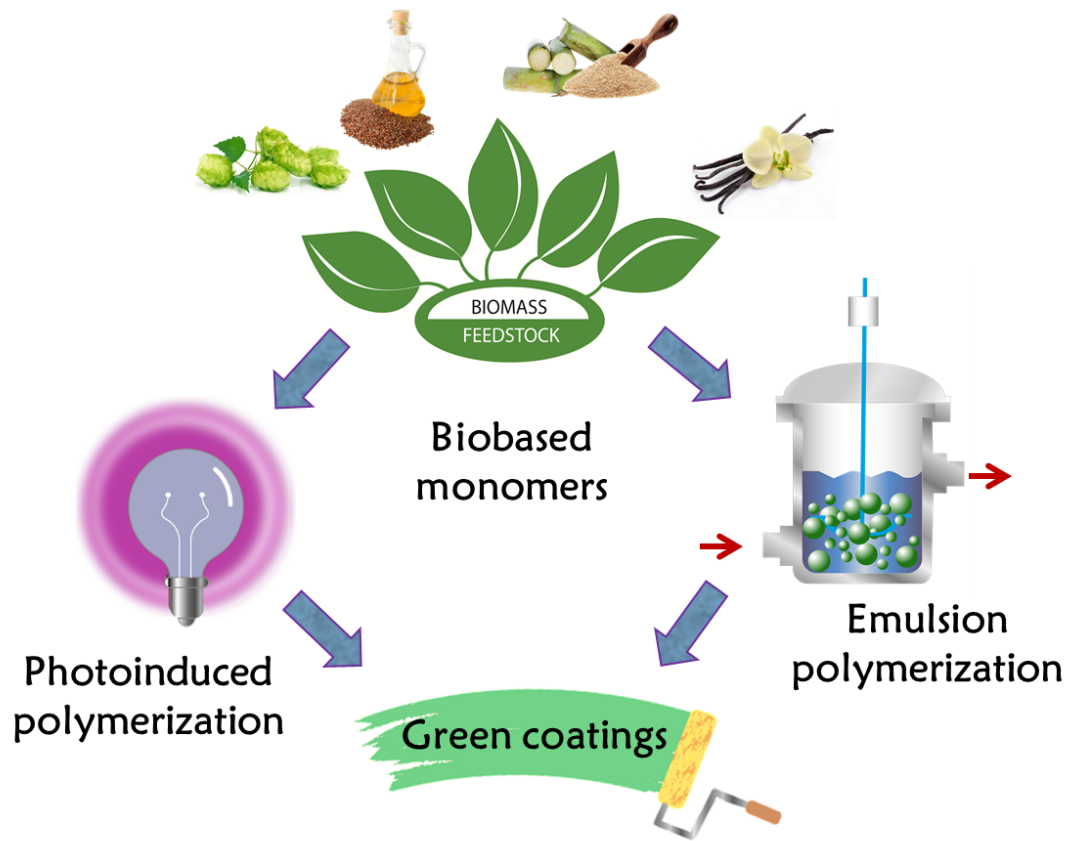 BIOMASS
FEEDSTOCK
Biobased
monomers
Photoinduced
polymerization
Emulsion
polymerization
Green coatings